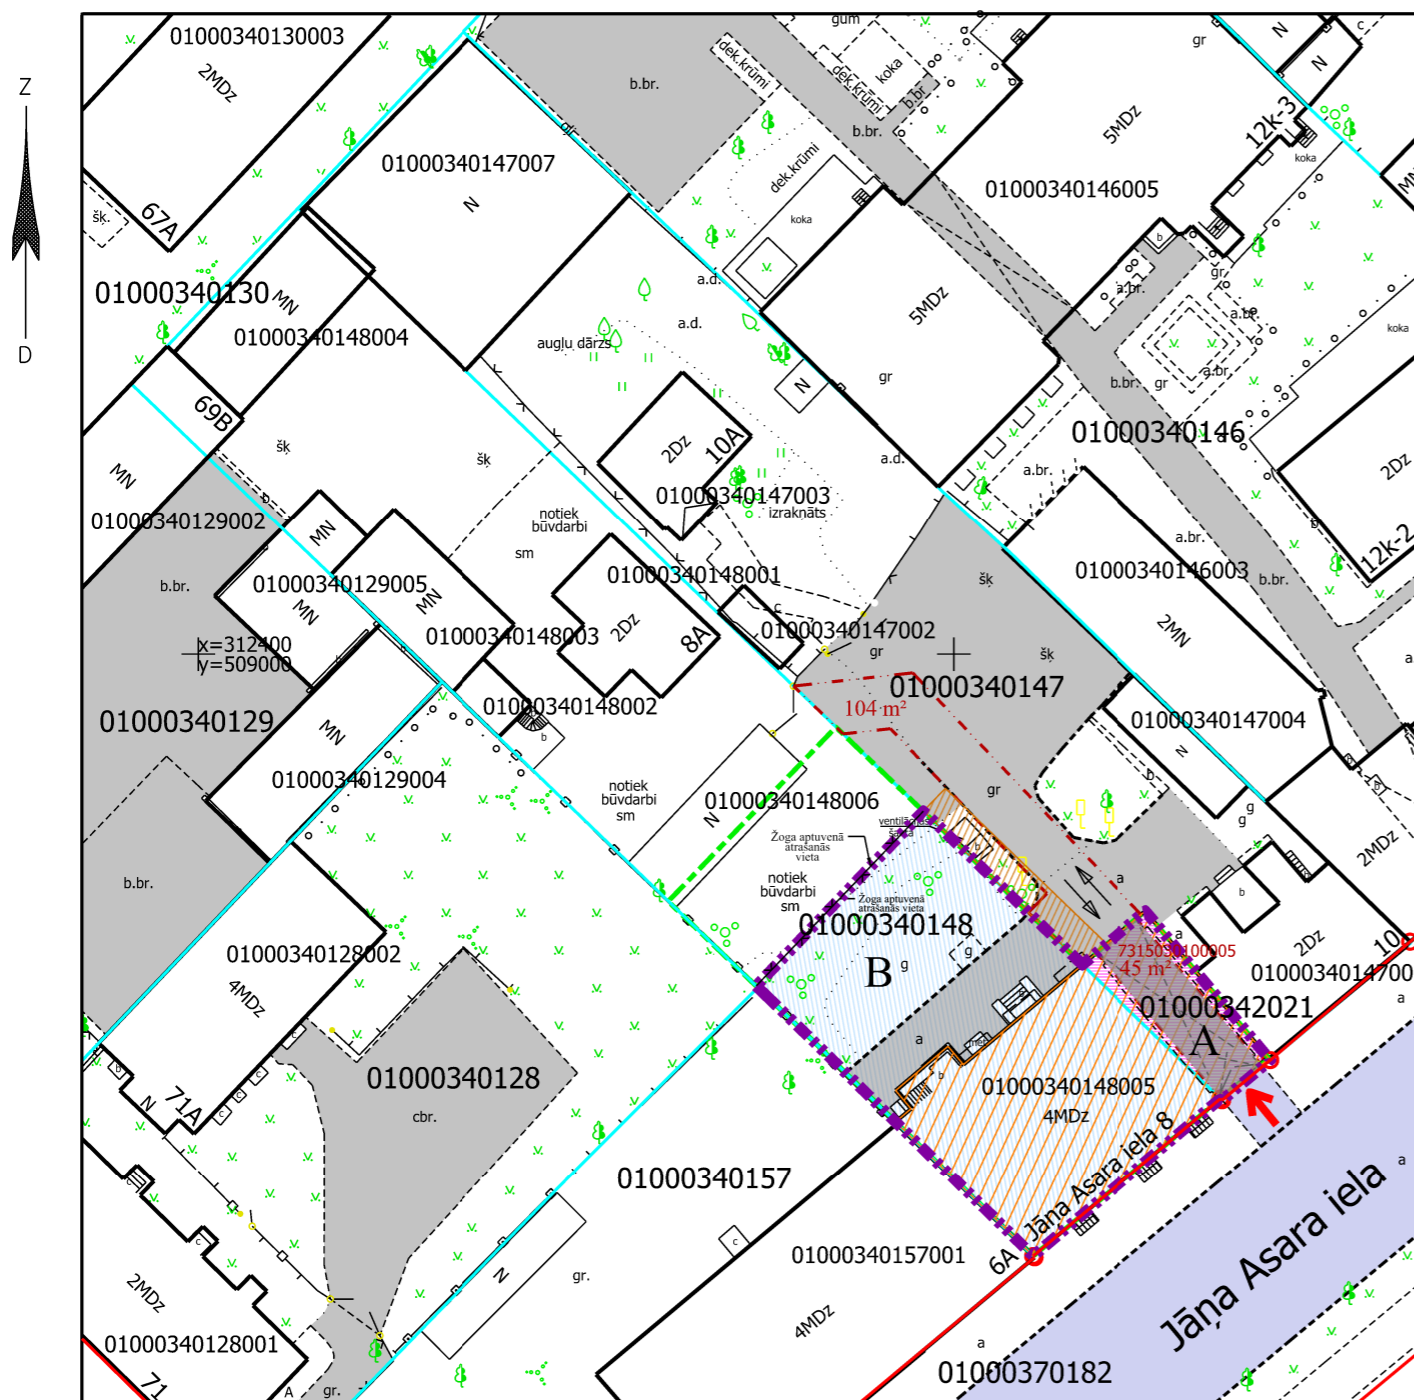 Z
D
01000340130003
2MDz
67A
šk.
01000340130
gum
koka
dek.krūmi
dek.krūmi
b.br.
b.br.
b.br
gr
N
N
c
5MDz
12k-3
koka
MN
01000340147007
N
gr
dek.krūmi
koka
01000340146005
b
gr
a.br.
a.br.
a.br.
koka
MN
01000340148004
a.d.
a.d.
augļu dārzs
5MDz
gr
N
b.br.
gr
01000340146
69B
MN
01000340129002
šķ
šķ
2Dz
10A
01000340147003
izrakņāts
a.d.
a.br.
a.br.
b
2Dz
12k-2
b.br.
b
MN
notiek
būvdarbi
sm
b.br.
01000340129005
MN
MN
01000340148001
01000340148003
2Dz
8A
c
01000340147002
gr
šķ
šķ
01000340146003
2MN
x=312400
y=509000
01000340147
104 m²
01000340129
01000340148002
b
MN
01000340129004
01000340147004
N
b
notiek
būvdarbi
sm
01000340148006
N
gr
g
g
b
2MDz
Žoga aptuvenā
atrašanās
vieta
b
b.br.
notiek
būvdarbi
sm
Žoga aptuvenā
atrašanās vieta
01000340148
a
a
b
2Dz
10
01000340128002
4MDz
B
g
g
45 m²
a
01000342021
A
c
c
c
c
b
N
71A
01000340128
cbr.
a
b
01000340148005
4MDz
Jāņa Asara iela 8
6A
01000340157
01000340157001
4MDz
c
c
c
N
gr.
2MDz
01000340128001
71
A
gr.
a
a
Jāņa Asara iela
01000370182